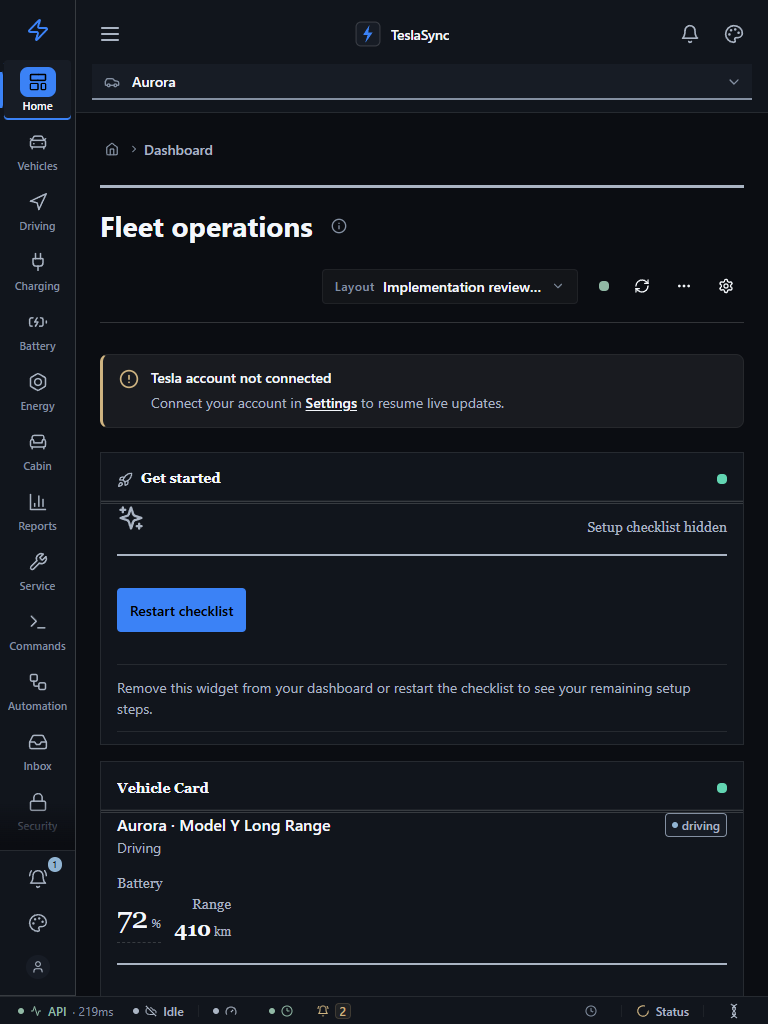 TeslaSync
Aurora
Home
Vehicles
Driving
Charging
Battery
Energy
Cabin
Reports
Service
Commands
Automation
Inbox
Security
1
Dashboard
Fleet operations
Layout Implementation review...
Tesla account not connected
Connect your account in Settings to resume live updates.
Get started
Setup checklist hidden
Restart checklist
Remove this widget from your dashboard or restart the checklist to see your remaining setup
steps.
Vehicle Card
Aurora · Model Y Long Range
driving
Driving
Battery
Range
72 %
410 km
API · 219ms
Idle
2
Status